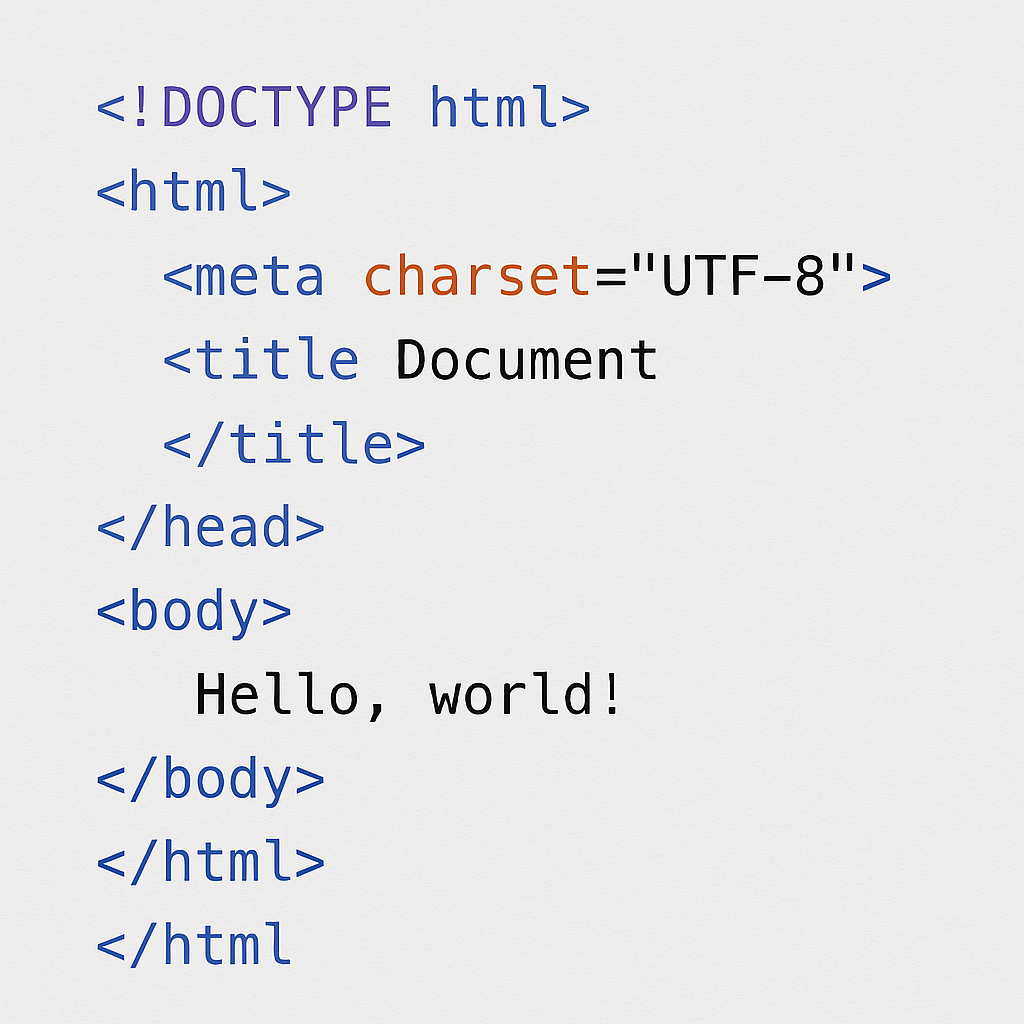 <!DOCTYPE html>
<html>
  <meta charset="UTF-8">
  <title Document
  </title>
</head>
<body>
   Hello, world!
</body>
</html>
</html